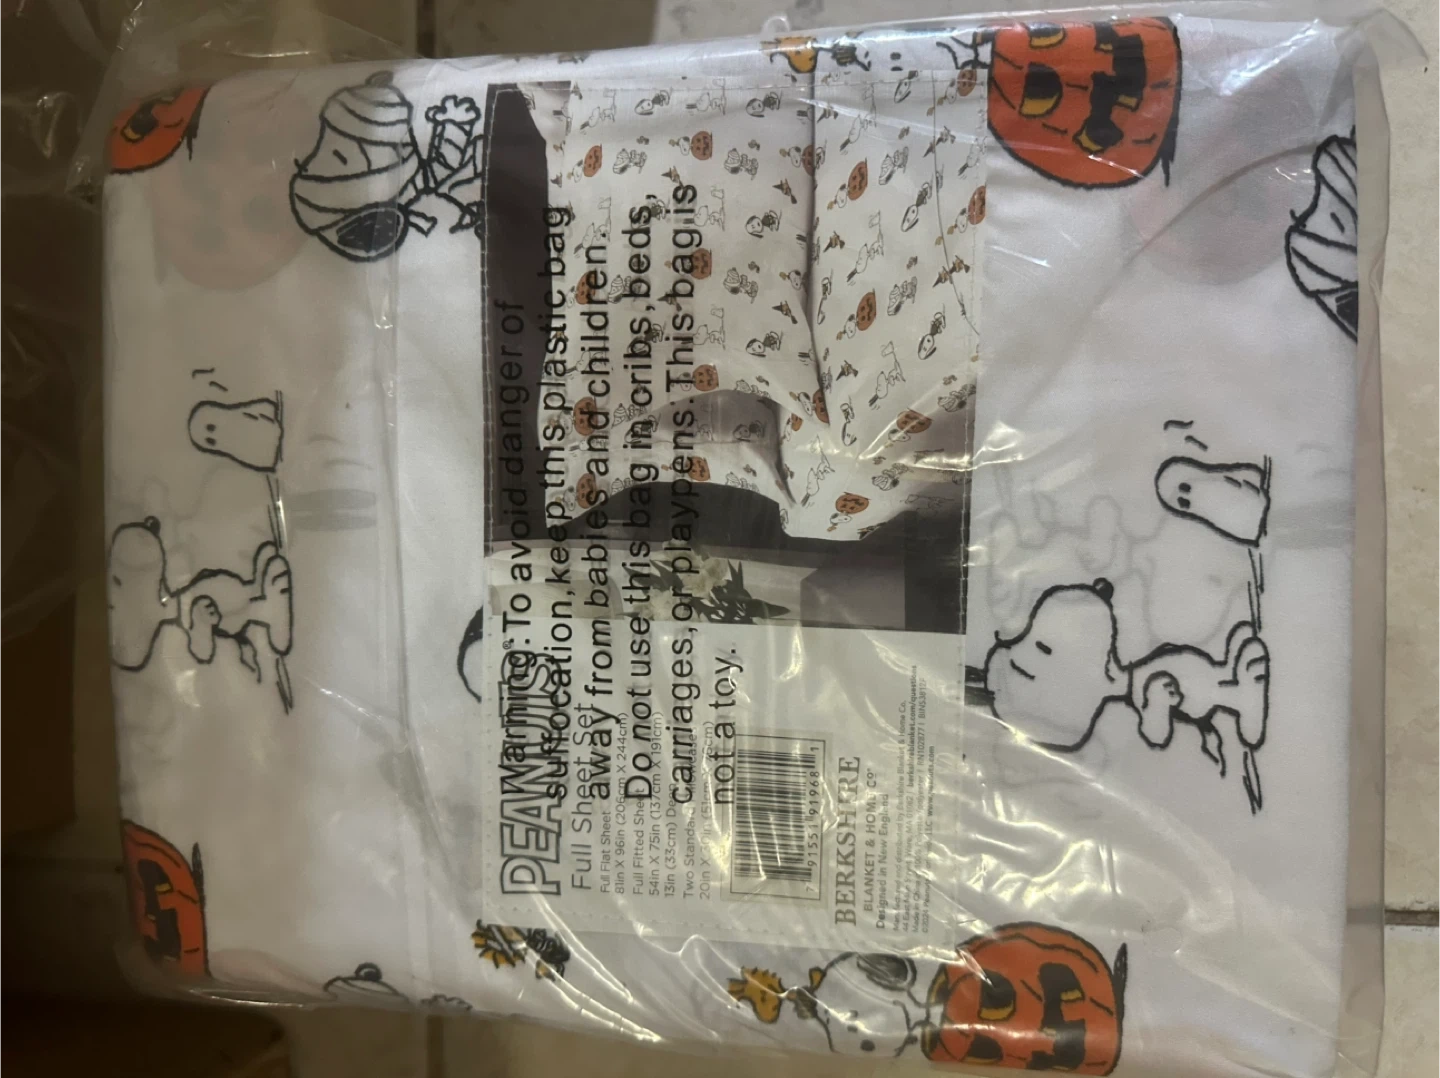 Warning: To avoid danger of
suffocation, keep this plastic bag
away from babies and children.
Do not use this bag in cribs, beds,
carriages, or playpens. This bag is
not a toy.
PEANUTS
Full Sheet Set
Full Flat Sheet
81in X 96in (206cm X 244cm)
Full Fitted Sheet
54in X 75in (137cm X 191cm)
13in (33cm)
Two Standard
20in X
BERKSHIRE
BLANKET & HOME CO
Designed in New England